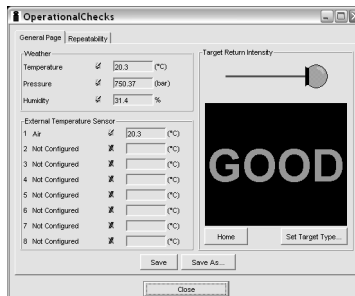 OperationalChecks
General Page Repeatability
Weather
Temperature 20.3 (°C)
Pressure 750.37 (bar)
Humidity 31.4 %
External Temperature Sensor
1 Air 20.3 (°C)
2 Not Configured (°C)
3 Not Configured (°C)
4 Not Configured (°C)
5 Not Configured (°C)
6 Not Configured (°C)
7 Not Configured (°C)
8 Not Configured (°C)
Target Return Intensity
GOOD
Home Set Target Type...
Save Save As...
Close